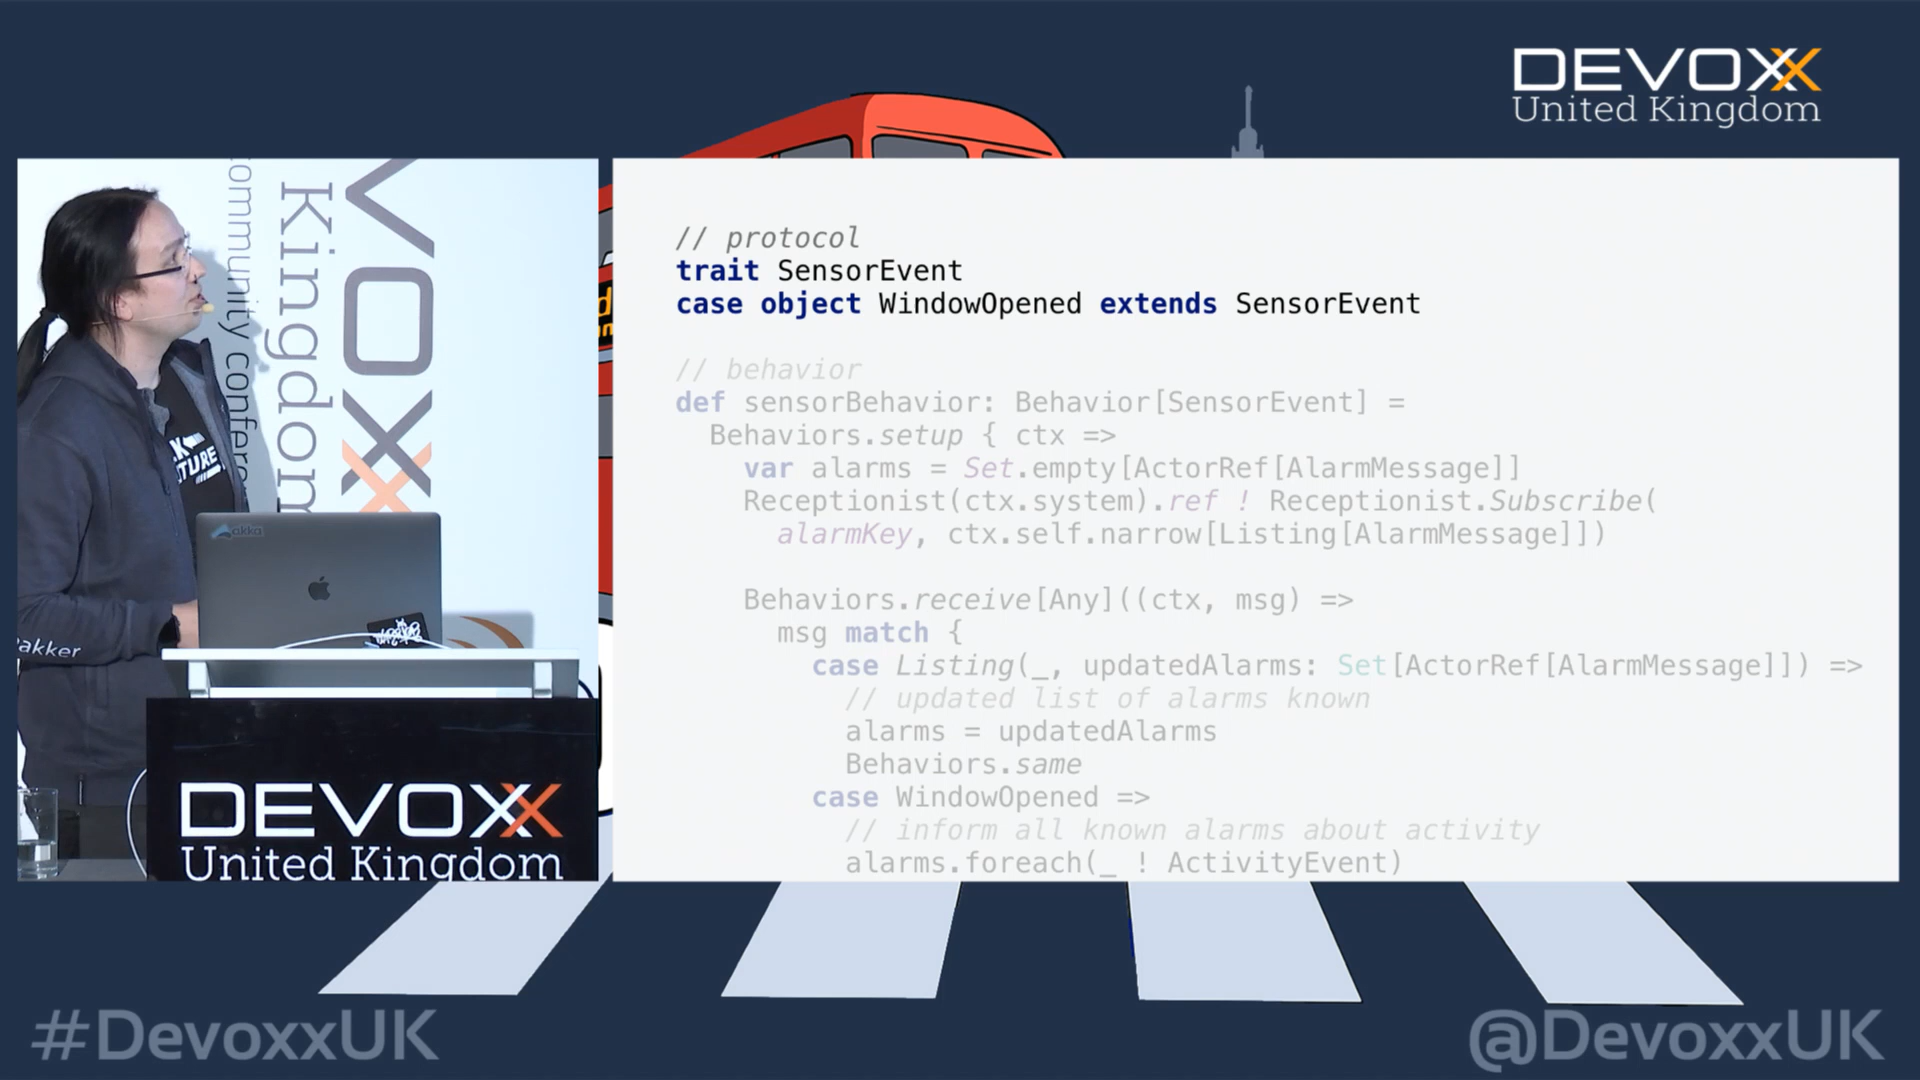 DEVOXX
United Kingdom
VOXX
Kingdom
community confere
akka
akker
DEVOXX
United Kingdom
// protocol
trait SensorEvent
case object WindowOpened extends SensorEvent
// behavior
def sensorBehavior: Behavior[SensorEvent] =
Behaviors.setup { ctx =>
var alarms = Set.empty[ActorRef[AlarmMessage]]
Receptionist(ctx.system).ref ! Receptionist.Subscribe(
alarmKey, ctx.self.narrow[Listing[AlarmMessage]])
Behaviors.receive[Any]((ctx, msg) =>
msg match {
case Listing(_, updatedAlarms: Set[ActorRef[AlarmMessage]]) =>
// updated list of alarms known
alarms = updatedAlarms
Behaviors.same
case WindowOpened =>
// inform all known alarms about activity
alarms.foreach(_ ! ActivityEvent)
#DevoxxUK
@DevoxxUK